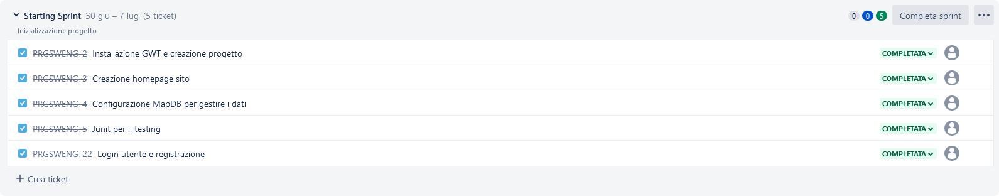 Starting Sprint 30 giu – 7 lug (5 ticket) 0 0 5 Completa sprint
Inizializzazione progetto
PRGSWENG-2 Installazione GWT e creazione progetto COMPLETATA
PRGSWENG-3 Creazione homepage sito COMPLETATA
PRGSWENG-4 Configurazione MapDB per gestire i dati COMPLETATA
PRGSWENG-5 Junit per il testing COMPLETATA
PRGSWENG-22 Login utente e registrazione COMPLETATA
Crea ticket